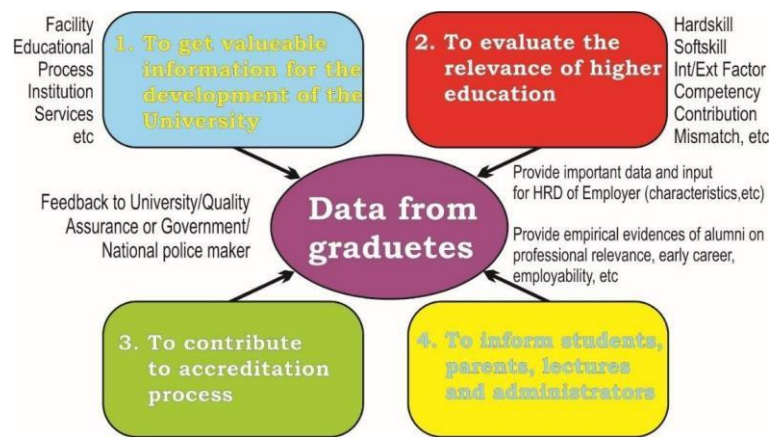 Facility
Educational
Process
Institution
Services
etc
1. To get valueable
information for the
development of the
University
2. To evaluate the
relevance of higher
education
Hardskill
Softskill
Int/Ext Factor
Competency
Contribution
Mismatch, etc
Feedback to University/Quality
Assurance or Government/
National police maker
Data from
graduetes
Provide important data and input
for HRD of Employer (characteristics,etc)
Provide empirical evidences of alumni on
professional relevance, early career,
employability, etc
3. To contribute
to accreditation
process
4. To inform students,
parents, lectures
and administrators